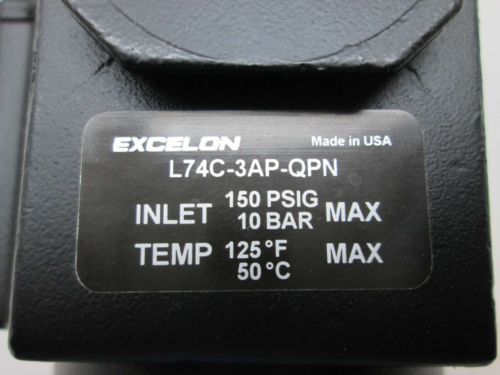 EXCELON Made in USA
L74C-3AP-QPN
INLET 150 PSIG 10 BAR MAX
TEMP 125°F 50°C MAX